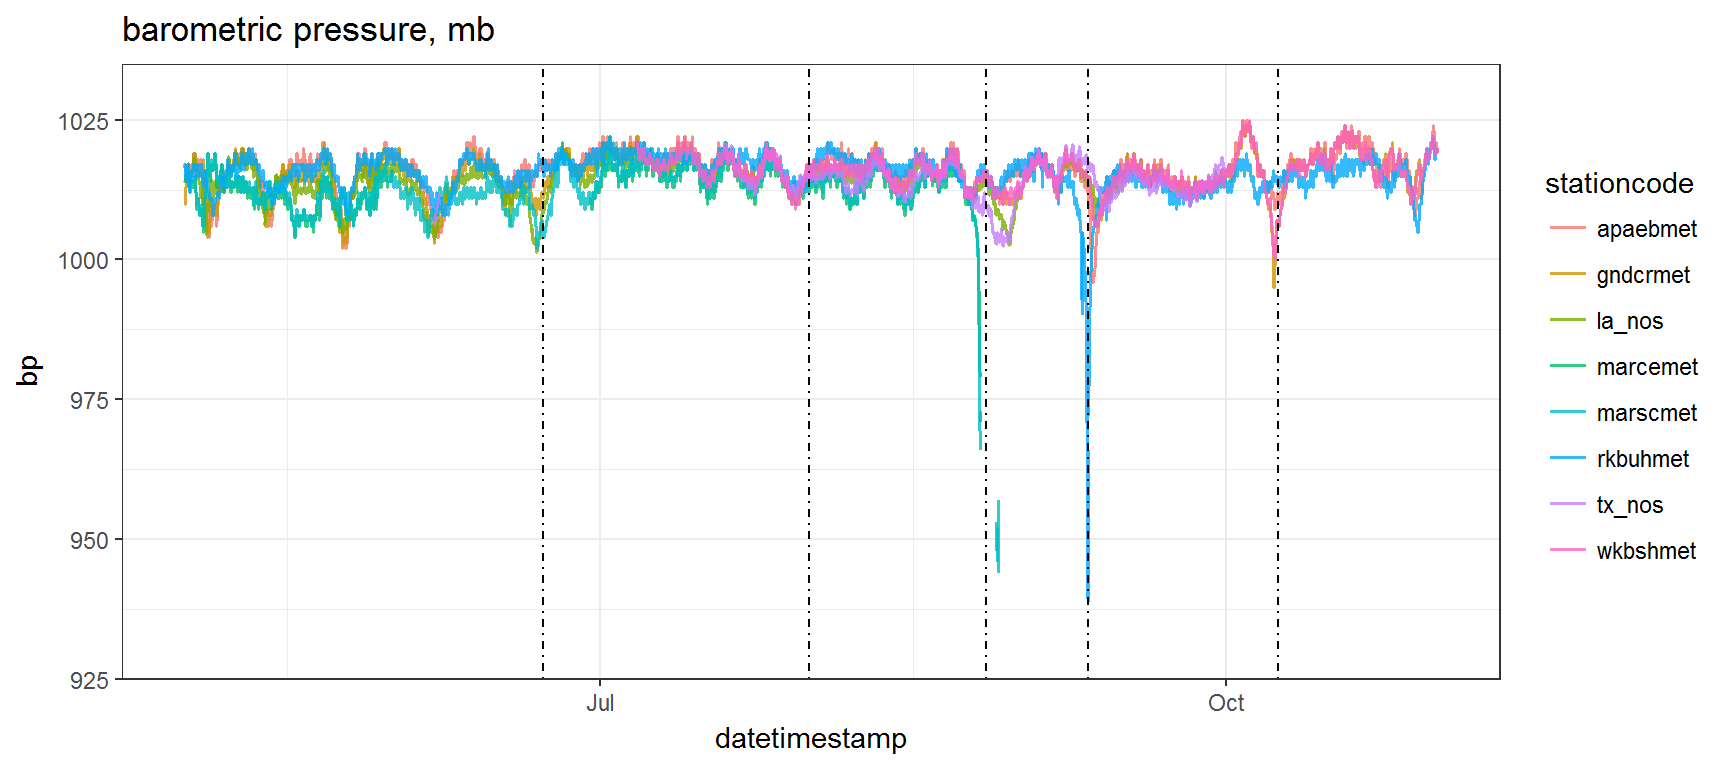 barometric pressure, mb
1025
1000
975
950
925
bp
Jul
Oct
datetimestamp
stationcode
apaebmet
gndcrmet
la_nos
marcemet
marscmet
rkbuhmet
tx_nos
wkbshmet